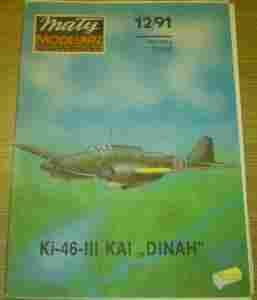 mały
MODELARZ
12'91
Ki-46-III KAI „DINAH"